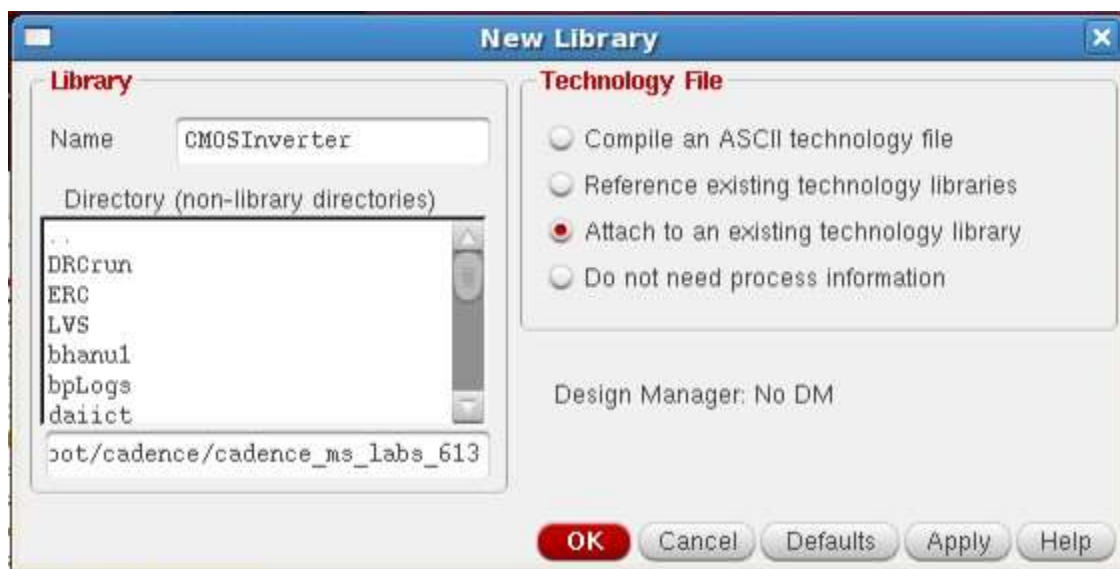 New Library
Library
Name CMOSInverter
Directory (non-library directories)
..
DRCrun
ERC
LVS
bhanu1
bpLogs
daiict
/cadence/cadence_ms_labs_613
Technology File
Compile an ASCII technology file
Reference existing technology libraries
Attach to an existing technology library
Do not need process information
Design Manager: No DM
OK Cancel Defaults Apply Help